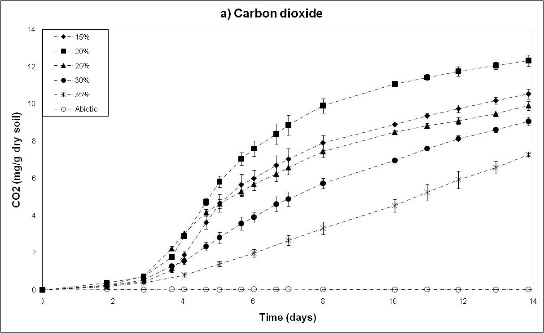 a) Carbon dioxide
15%
20%
25%
30%
35%
Abiotic
CO2 (mg/g dry soil)
14
12
10
8
6
4
2
0
0 2 4 6 8 10 12 14
Time (days)